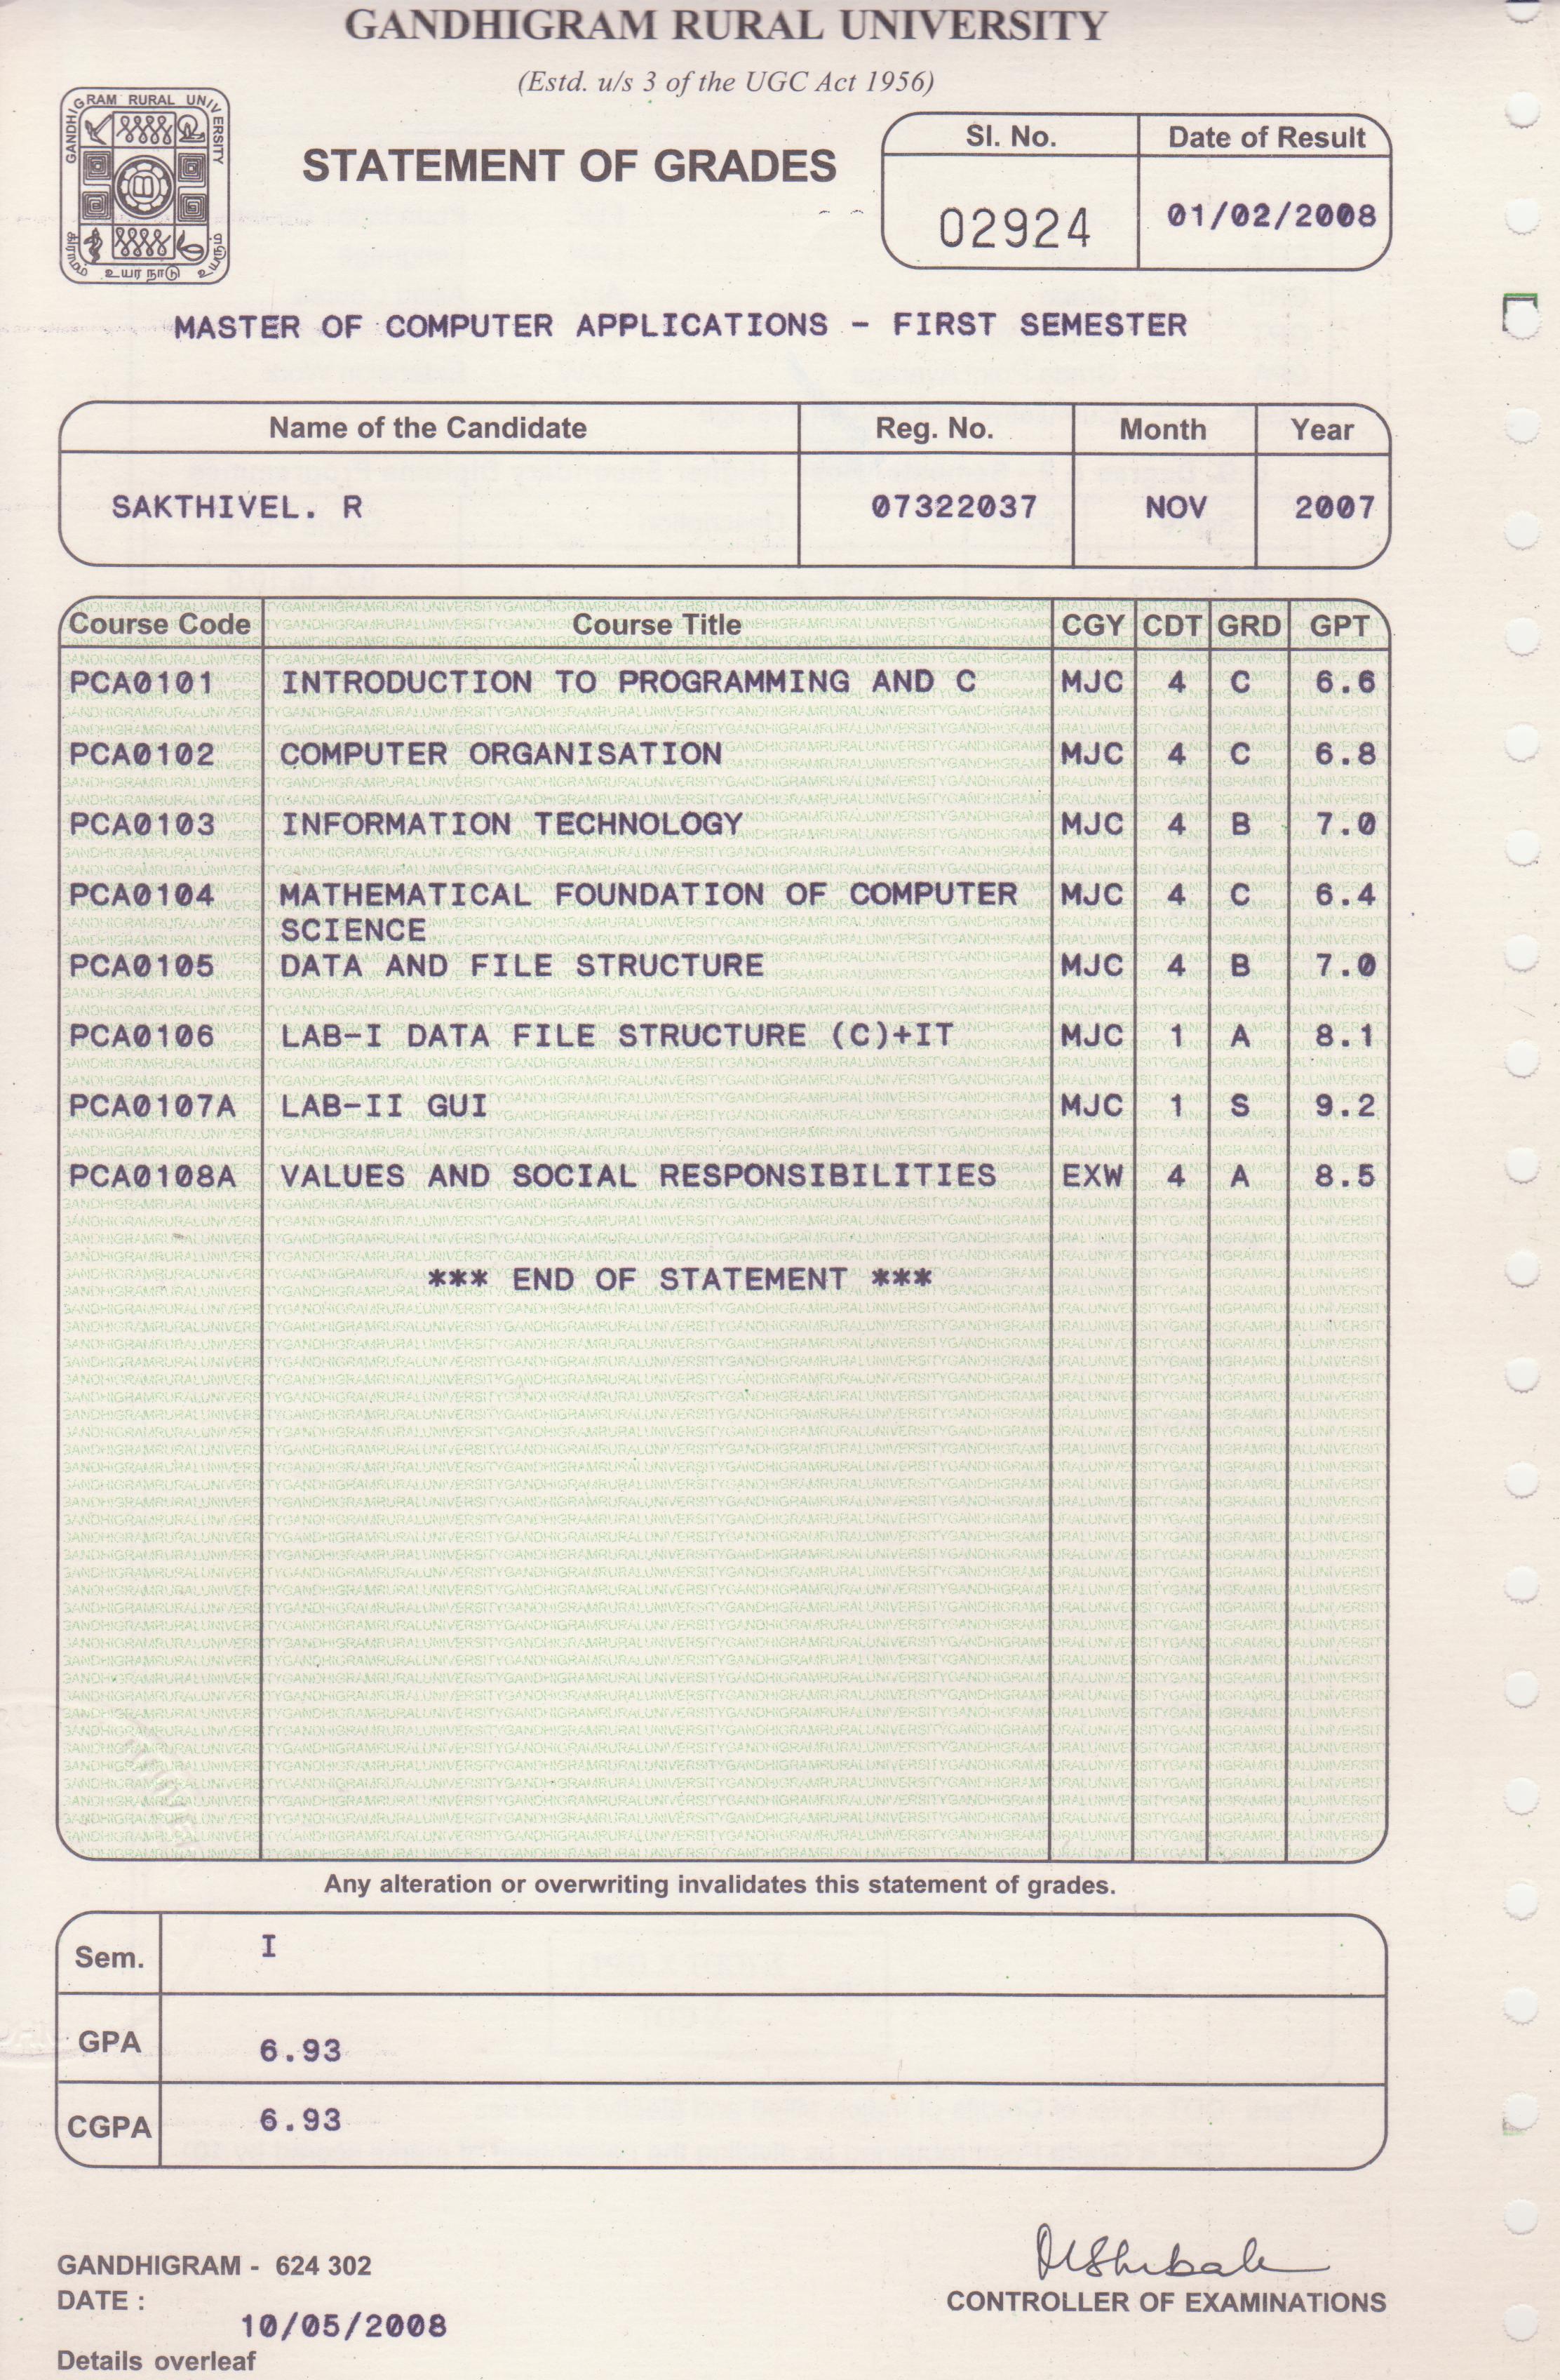 GANDHIGRAM RURAL UNIVERSITY
(Estd. u/s 3 of the UGC Act 1956)
GANDHIGRAM RURAL UNIVERSITY
STATEMENT OF GRADES
Sl. No. Date of Result
02924 01/02/2008
MASTER OF COMPUTER APPLICATIONS - FIRST SEMESTER
Name of the Candidate Reg. No. Month Year
SAKTHIVEL. R 07322037 NOV 2007
Course Code Course Title CGY CDT GRD GPT
PCA0101 INTRODUCTION TO PROGRAMMING AND C MJC 4 C 6.6
PCA0102 COMPUTER ORGANISATION MJC 4 C 6.8
PCA0103 INFORMATION TECHNOLOGY MJC 4 B 7.0
PCA0104 MATHEMATICAL FOUNDATION OF COMPUTER MJC 4 C 6.4
SCIENCE
PCA0105 DATA AND FILE STRUCTURE MJC 4 B 7.0
PCA0106 LAB-I DATA FILE STRUCTURE (C)+IT MJC 1 A 8.1
PCA0107A LAB-II GUI MJC 1 S 9.2
PCA0108A VALUES AND SOCIAL RESPONSIBILITIES EXW 4 A 8.5
*** END OF STATEMENT ***
Any alteration or overwriting invalidates this statement of grades.
Sem. I
GPA 6.93
CGPA 6.93
GANDHIGRAM - 624 302
DATE :
CONTROLLER OF EXAMINATIONS
10/05/2008
Details overleaf